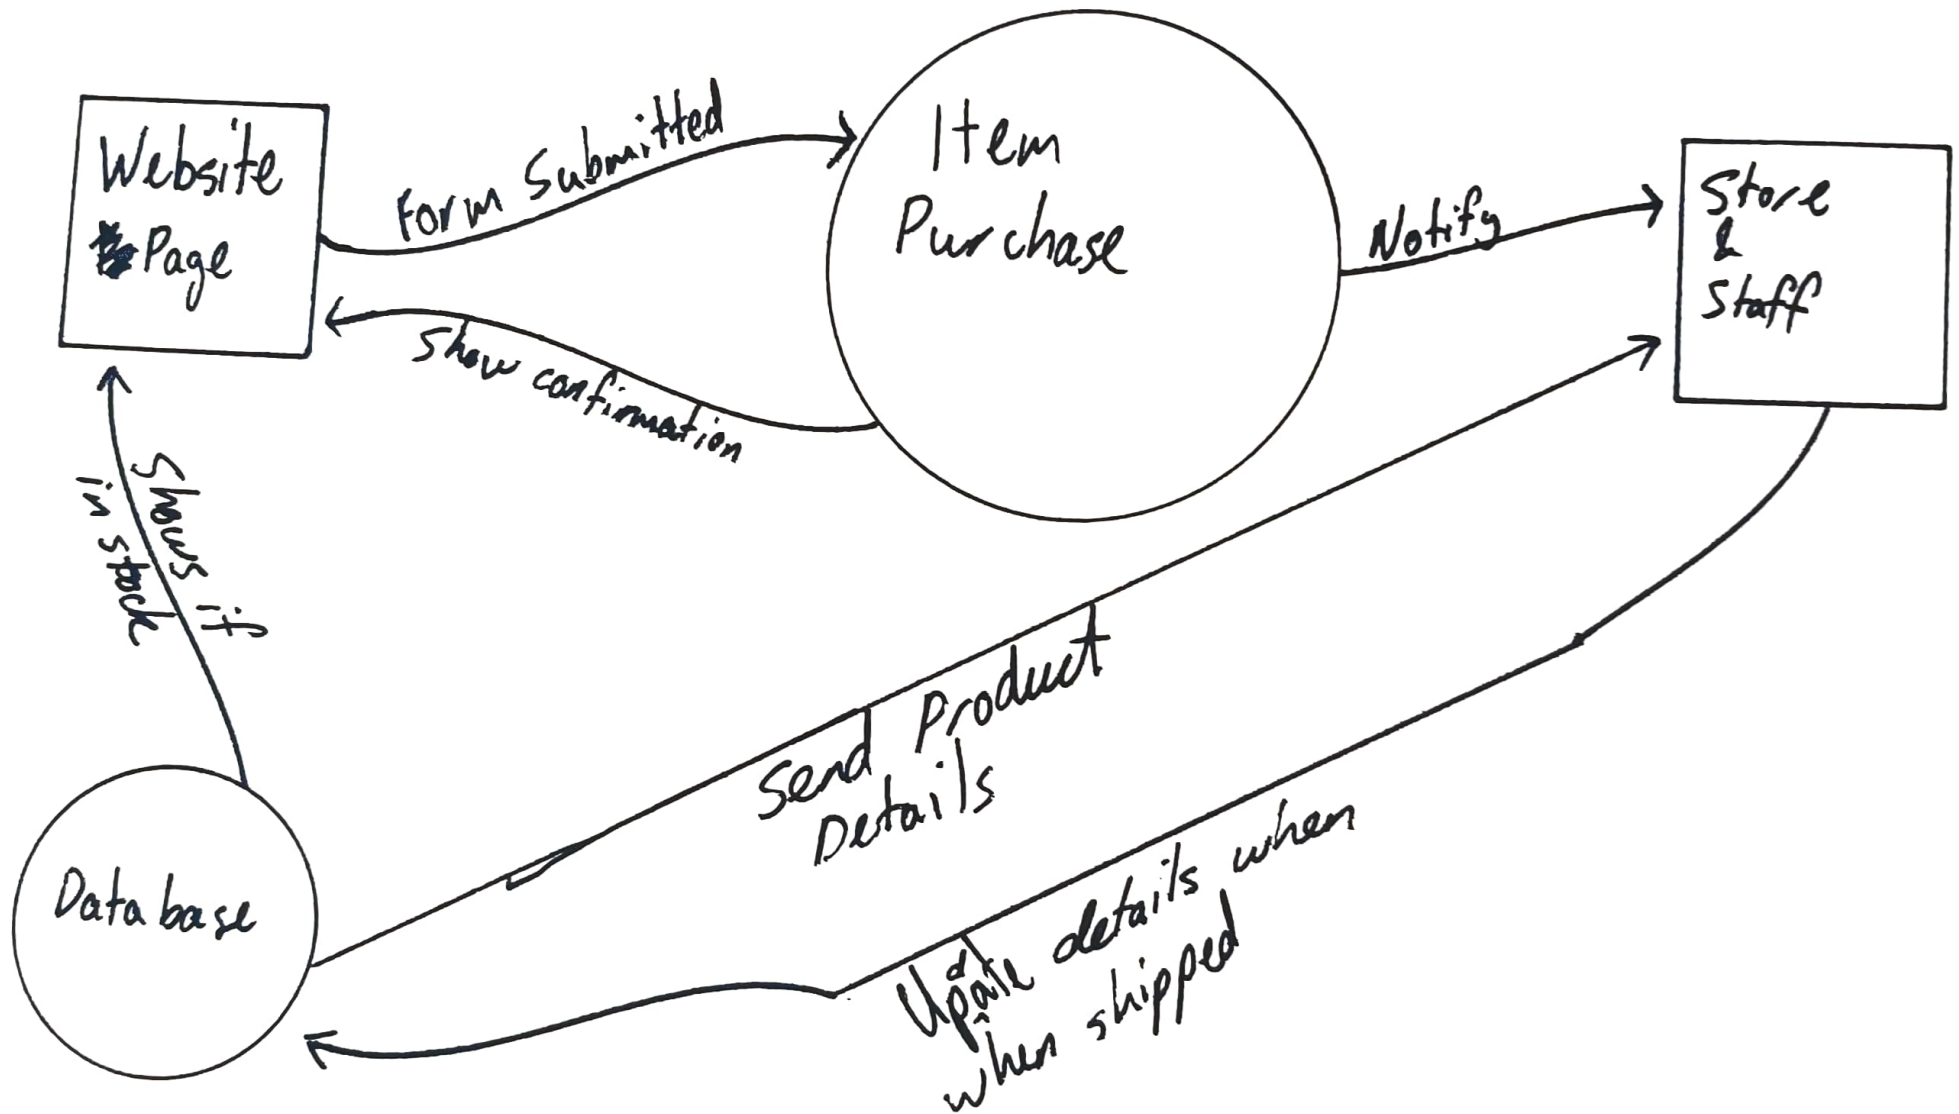 Website
Page
Form Submitted
Item
Purchase
Notify
Store
&
Staff
Show confirmation
Shows if
in stock
Send Product
Details
Database
Update details when
when shipped